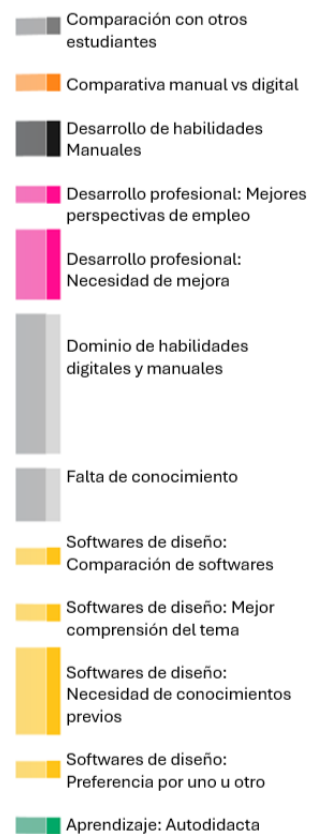 Comparación con otros
estudiantes
Comparativa manual vs digital
Desarrollo de habilidades
Manuales
Desarrollo profesional: Mejores
perspectivas de empleo
Desarrollo profesional:
Necesidad de mejora
Dominio de habilidades
digitales y manuales
Falta de conocimiento
Softwares de diseño:
Comparación de softwares
Softwares de diseño: Mejor
comprensión del tema
Softwares de diseño:
Necesidad de conocimientos
previos
Softwares de diseño:
Preferencia por uno u otro
Aprendizaje: Autodidacta